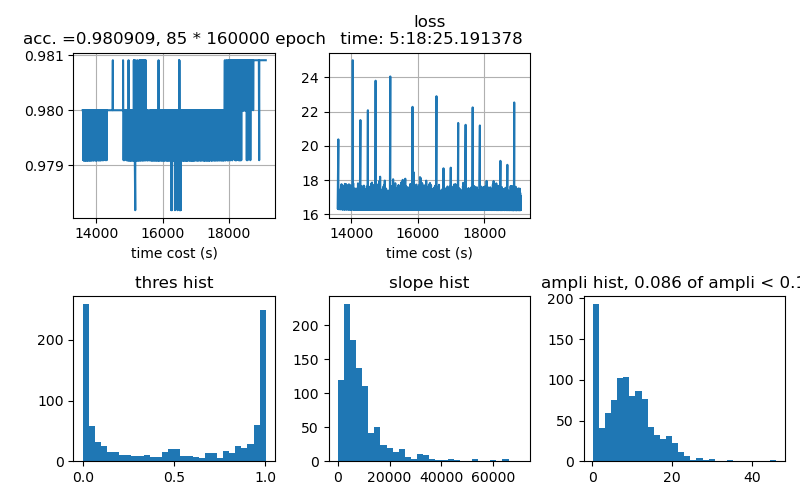 acc. =0.980909, 85 * 160000 epoch
loss
time: 5:18:25.191378
0.981
0.980
0.979
14000 16000 18000
time cost (s)
24
22
20
18
16
14000 16000 18000
time cost (s)
thres hist
200
100
0
0.0 0.5 1.0
slope hist
200
150
100
50
0
0 20000 40000 60000
ampli hist, 0.086 of ampli < 0.1
200
150
100
50
0
0 20 40